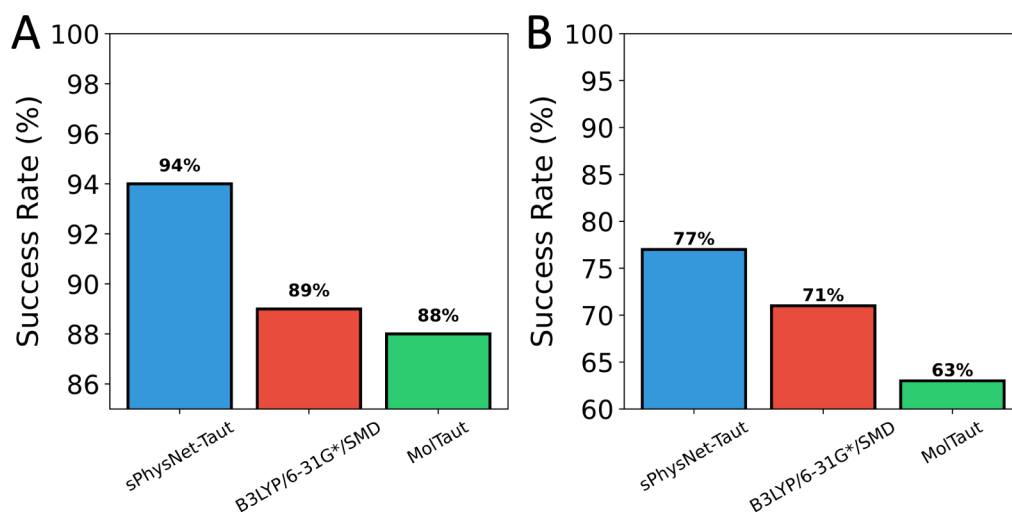 A
Success Rate (%)
100
98
96
94
92
90
88
86
94%
89%
88%
sPhysNet-Taut
B3LYP/6-31G*/SMD
MolTaut
B
Success Rate (%)
100
95
90
85
80
75
70
65
60
77%
71%
63%
sPhysNet-Taut
B3LYP/6-31G*/SMD
MolTaut